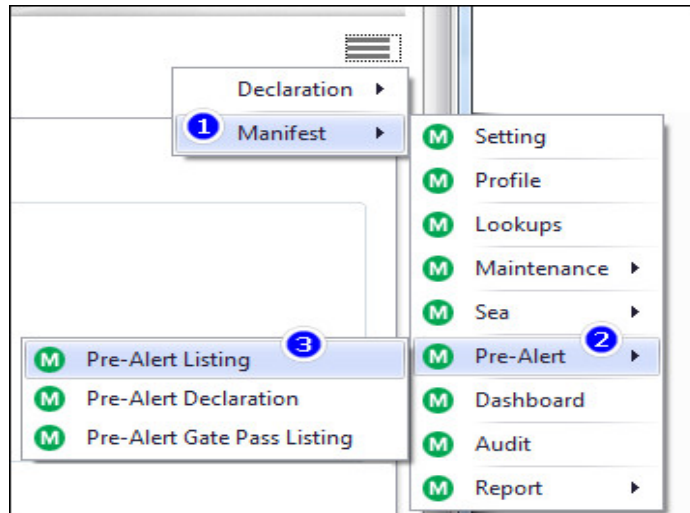 Declaration
1 Manifest
M Setting
M Profile
M Lookups
M Maintenance
M Sea
M Pre-Alert 2
M Dashboard
M Audit
M Report
M Pre-Alert Listing 3
M Pre-Alert Declaration
M Pre-Alert Gate Pass Listing